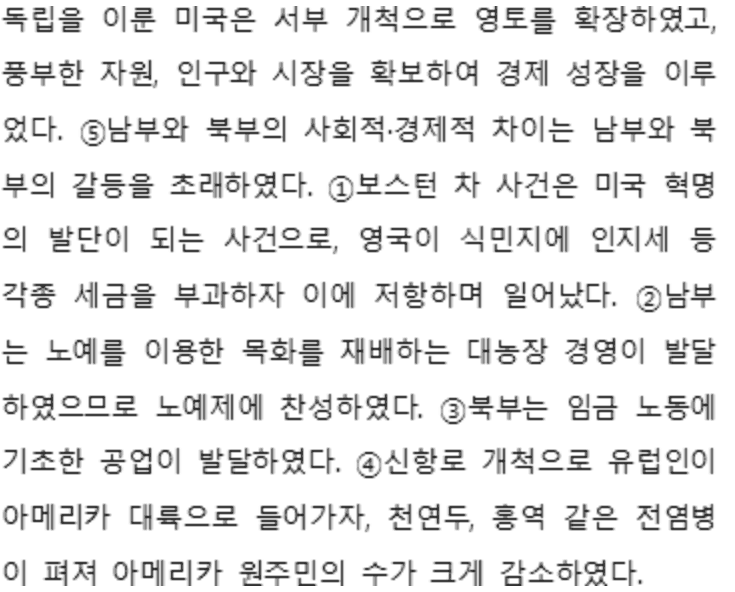 독립을 이룬 미국은 서부 개척으로 영토를 확장하였고,
풍부한 자원, 인구와 시장을 확보하여 경제 성장을 이루
었다. ⑤남부와 북부의 사회적·경제적 차이는 남부와 북
부의 갈등을 초래하였다. ①보스턴 차 사건은 미국 혁명
의 발단이 되는 사건으로, 영국이 식민지에 인지세 등
각종 세금을 부과하자 이에 저항하며 일어났다. ②남부
는 노예를 이용한 목화를 재배하는 대농장 경영이 발달
하였으므로 노예제에 찬성하였다. ③북부는 임금 노동에
기초한 공업이 발달하였다. ④신항로 개척으로 유럽인이
아메리카 대륙으로 들어가자, 천연두, 홍역 같은 전염병
이 펴져 아메리카 원주민의 수가 크게 감소하였다.